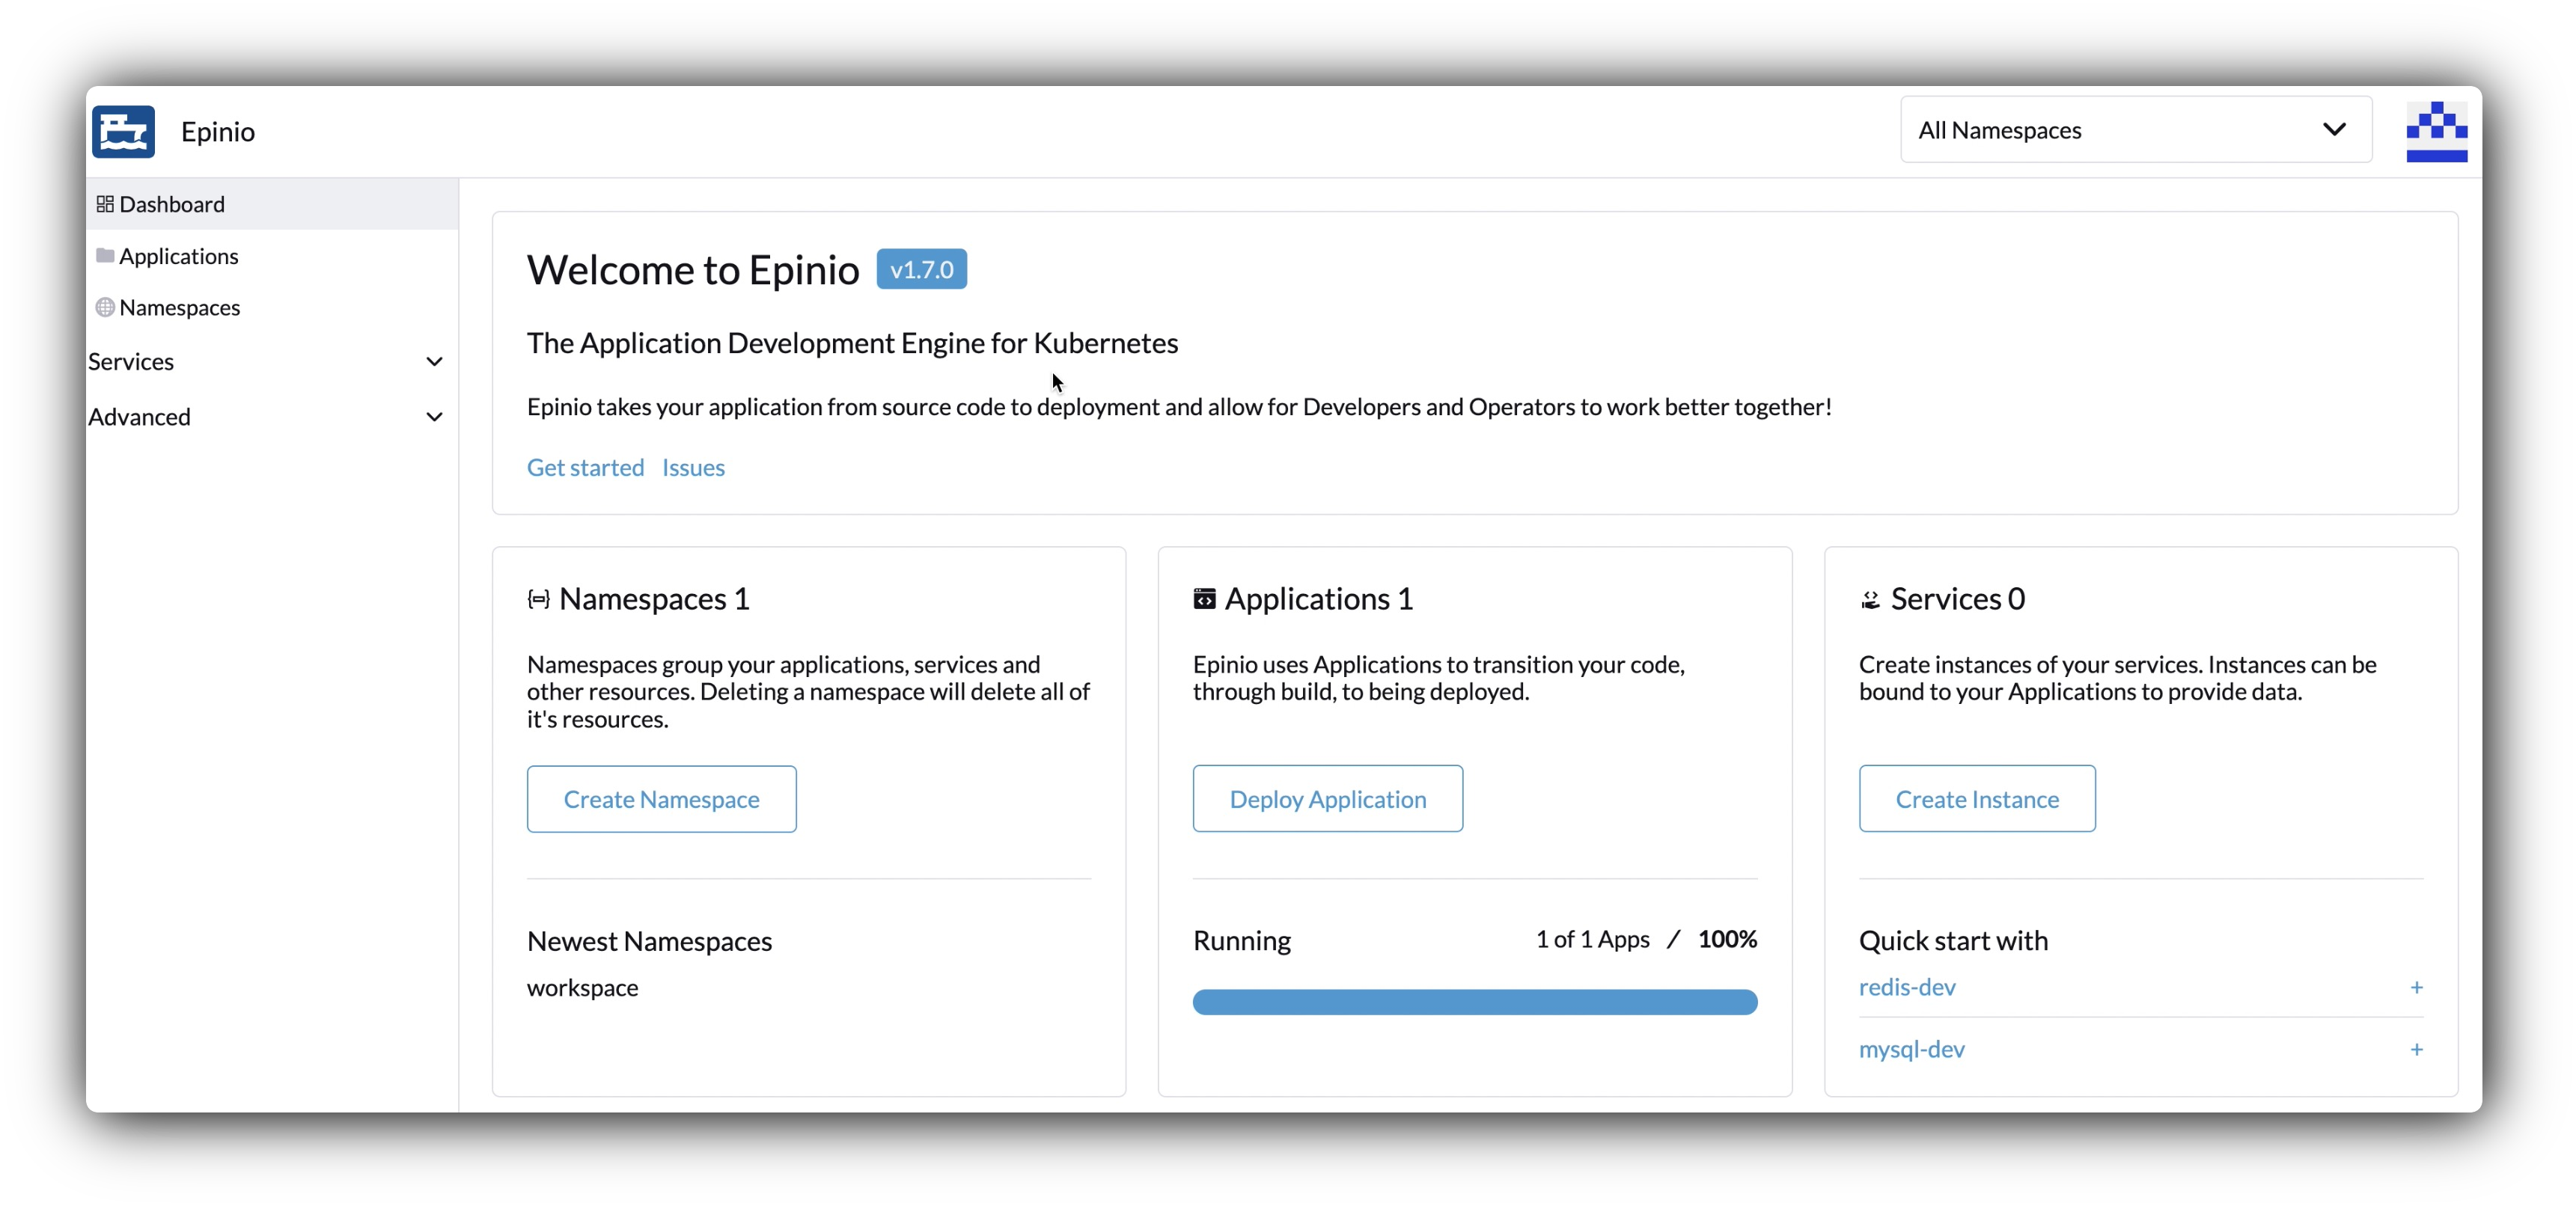 Epinio
All Namespaces
Dashboard
Applications
Namespaces
Services
Advanced
Welcome to Epinio v1.7.0
The Application Development Engine for Kubernetes
Epinio takes your application from source code to deployment and allow for Developers and Operators to work better together!
Get started Issues
Namespaces 1
Namespaces group your applications, services and
other resources. Deleting a namespace will delete all of
it's resources.
Create Namespace
Newest Namespaces
workspace
Applications 1
Epinio uses Applications to transition your code,
through build, to being deployed.
Deploy Application
Running 1 of 1 Apps / 100%
Services 0
Create instances of your services. Instances can be
bound to your Applications to provide data.
Create Instance
Quick start with
redis-dev +
mysql-dev +